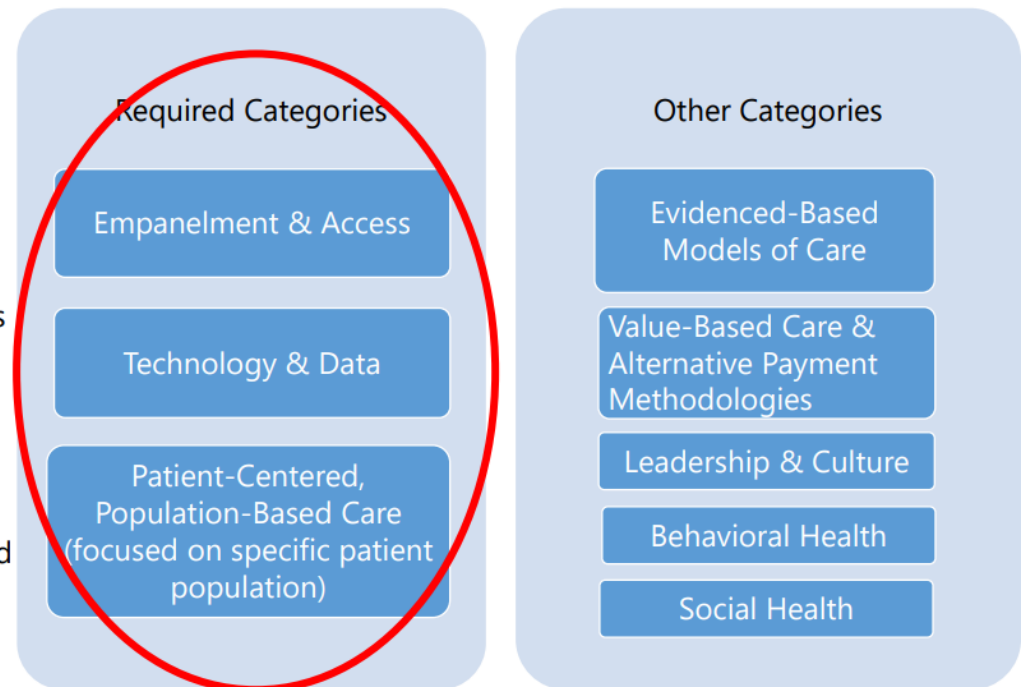 Required Categories
Empanelment & Access
Technology & Data
Patient-Centered,
Population-Based Care
(focused on specific patient
population)
Other Categories
Evidenced-Based
Models of Care
Value-Based Care &
Alternative Payment
Methodologies
Leadership & Culture
Behavioral Health
Social Health